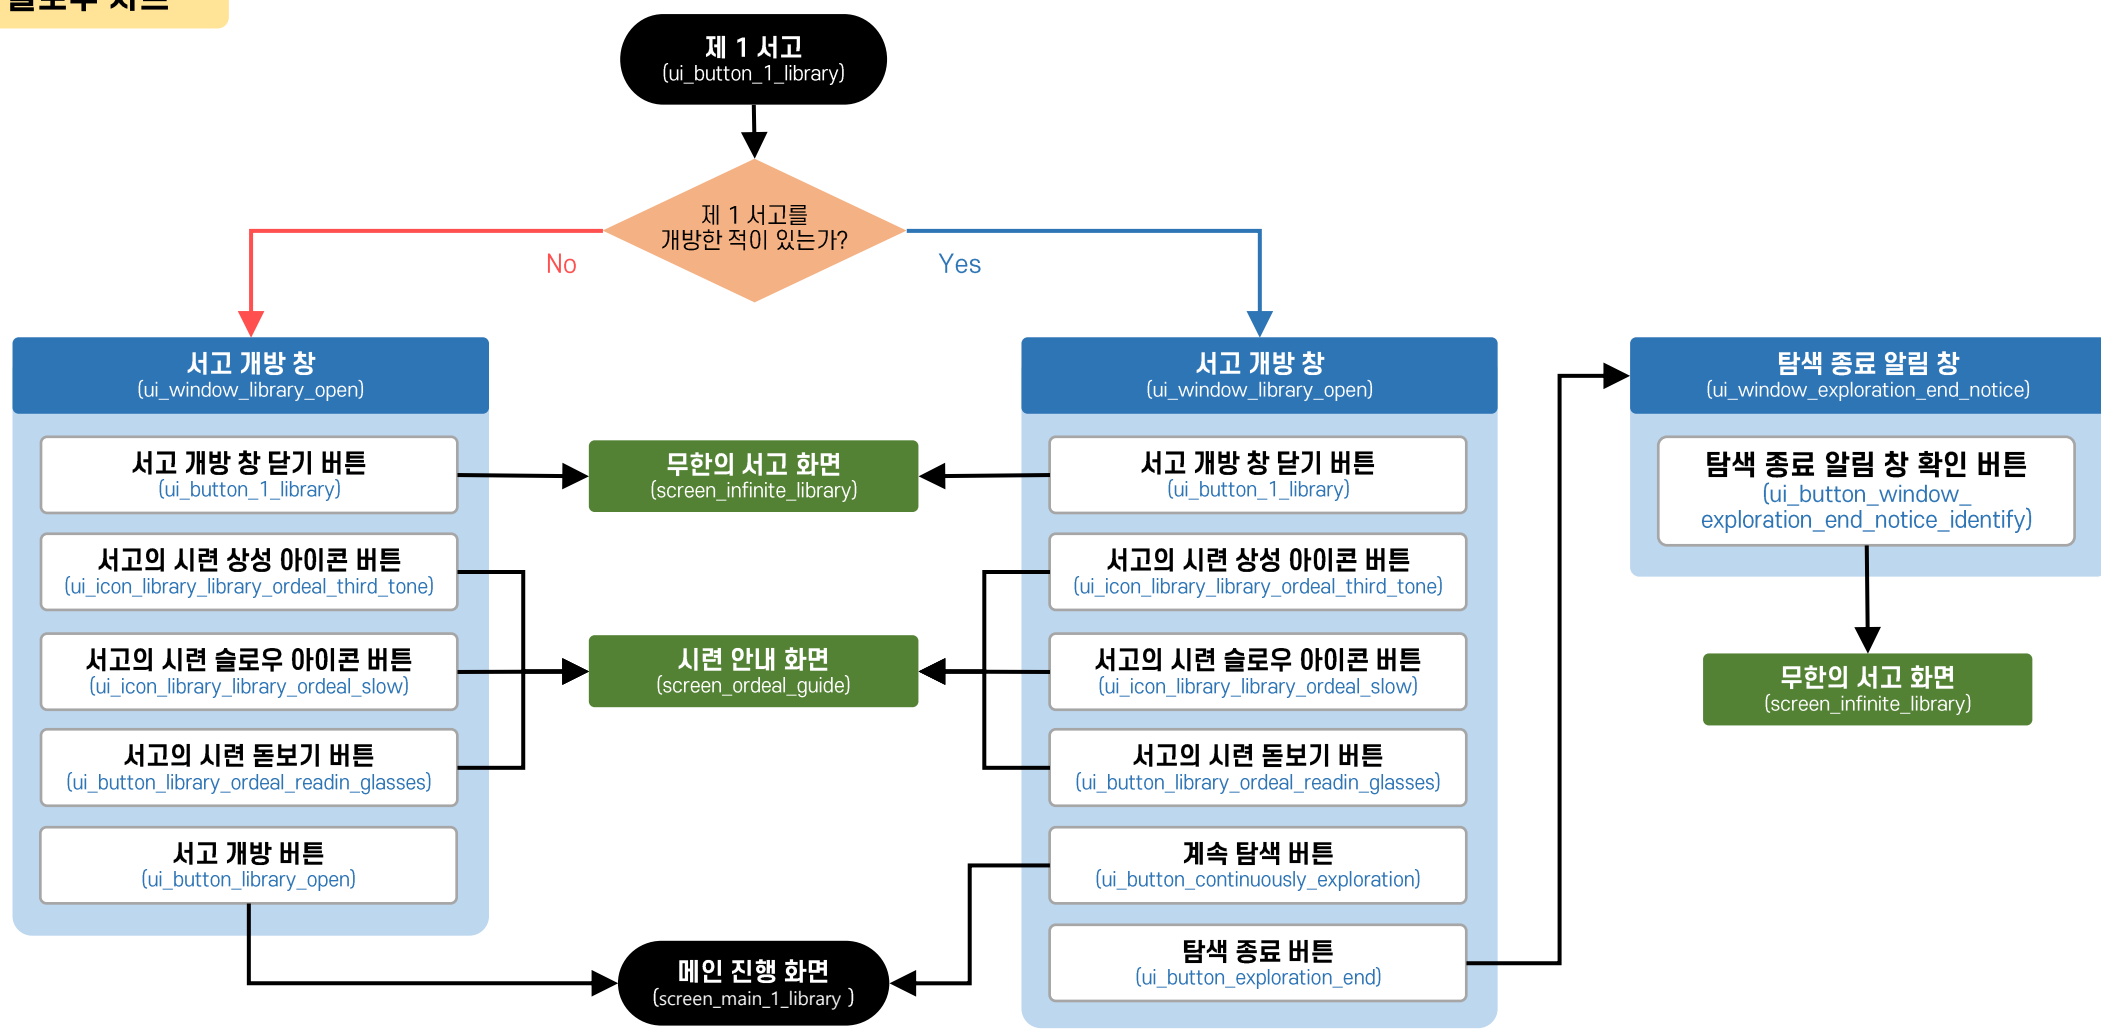 플로우 차트
제 1 서고
(ui_button_1_library)
제 1 서고를
개방한 적이 있는가?
No
Yes
서고 개방 창
(ui_window_library_open)
서고 개방 창 닫기 버튼
(ui_button_1_library)
서고의 시련 상성 아이콘 버튼
(ui_icon_library_library_ordeal_third_tone)
서고의 시련 슬로우 아이콘 버튼
(ui_icon_library_library_ordeal_slow)
서고의 시련 돋보기 버튼
(ui_button_library_ordeal_readin_glasses)
서고 개방 버튼
(ui_button_library_open)
무한의 서고 화면
(screen_infinite_library)
시련 안내 화면
(screen_ordeal_guide)
메인 진행 화면
(screen_main_1_library )
서고 개방 창
(ui_window_library_open)
서고 개방 창 닫기 버튼
(ui_button_1_library)
서고의 시련 상성 아이콘 버튼
(ui_icon_library_library_ordeal_third_tone)
서고의 시련 슬로우 아이콘 버튼
(ui_icon_library_library_ordeal_slow)
서고의 시련 돋보기 버튼
(ui_button_library_ordeal_readin_glasses)
계속 탐색 버튼
(ui_button_continuously_exploration)
탐색 종료 버튼
(ui_button_exploration_end)
탐색 종료 알림 창
(ui_window_exploration_end_notice)
탐색 종료 알림 창 확인 버튼
(ui_button_window_
exploration_end_notice_identify)
무한의 서고 화면
(screen_infinite_library)